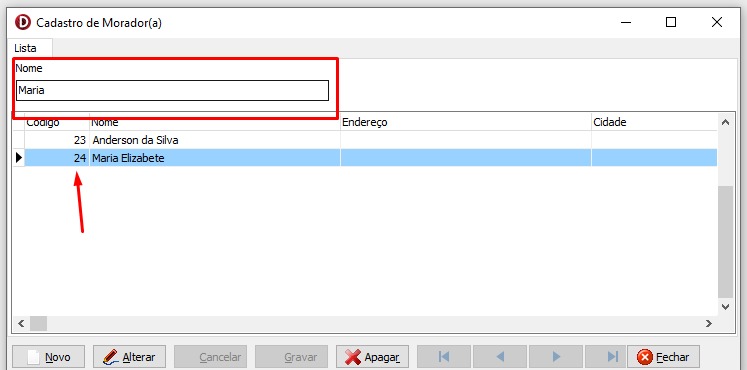 Cadastro de Morador(a)
Lista
Nome
Maria
Codigo Nome Endereço Cidade
23 Anderson da Silva
24 Maria Elizabete
Novo Alterar Cancelar Gravar Apagar Fechar